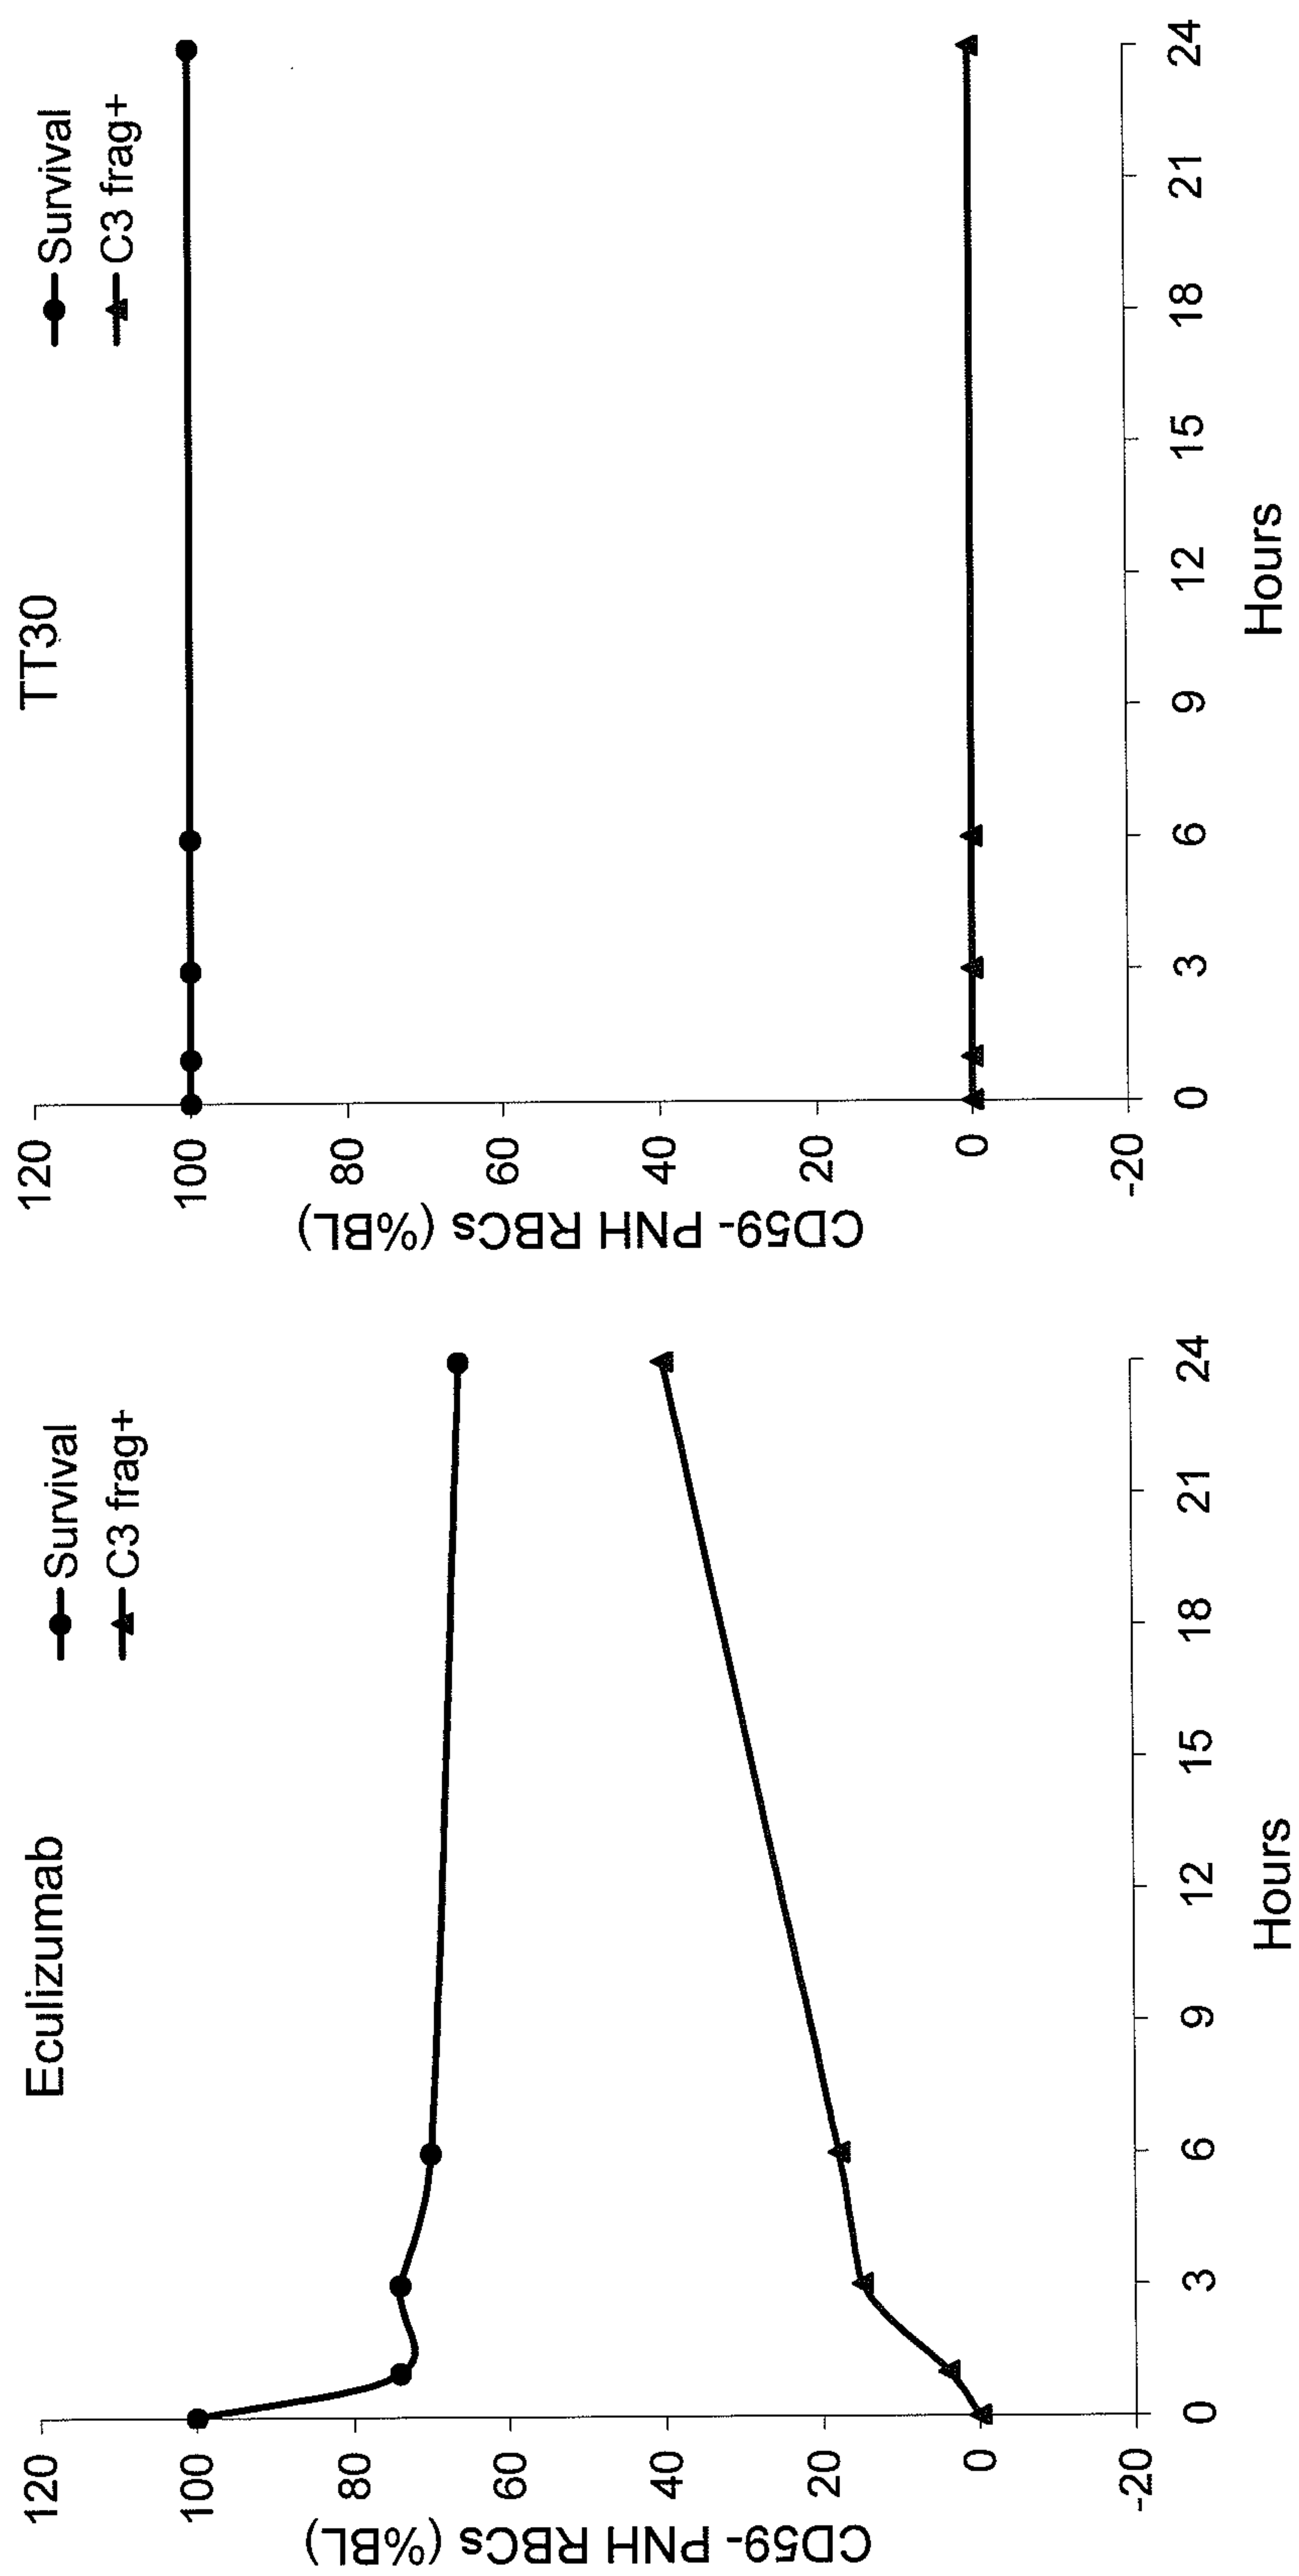 Eculizumab
Survival
C3 frag+
120
100
80
60
40
20
0
-20
CD59- PNH RBCs (%BL)
0 3 6 9 12 15 18 21 24
Hours
TT30
Survival
C3 frag+
120
100
80
60
40
20
0
-20
CD59- PNH RBCs (%BL)
0 3 6 9 12 15 18 21 24
Hours